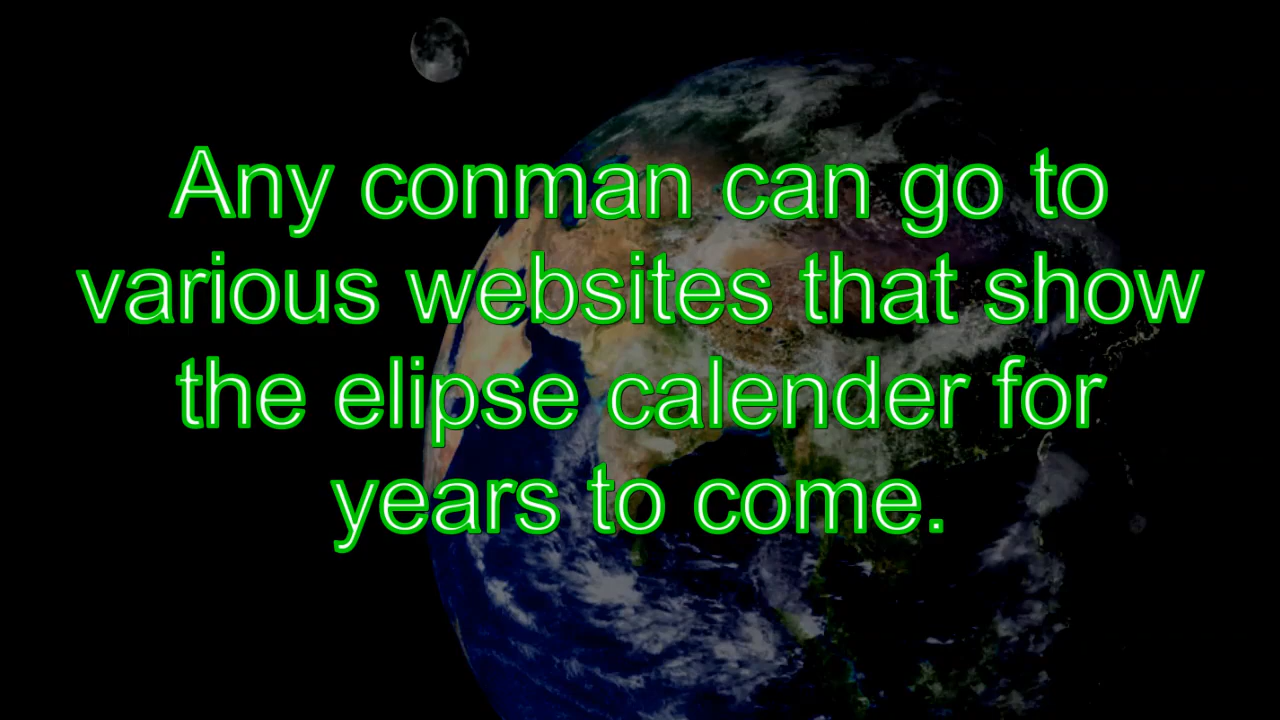 Any conman can go to
various websites that show
the elipse calender for
years to come.